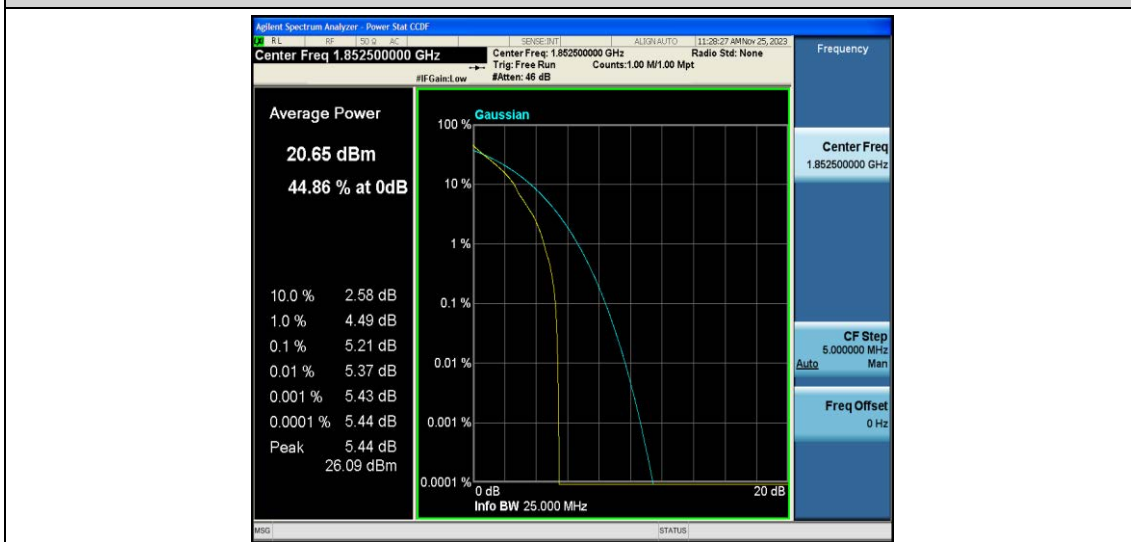 Agilent Spectrum Analyzer - Power Stat CCDF
RL RF 50 Ω AC SENSE:INT ALIGN AUTO 11:28:27 AM Nov 25, 2023
Center Freq 1.852500000 GHz
Center Freq: 1.852500000 GHz Radio Std: None
Trig: Free Run Counts:1.00 M/1.00 Mpt
#IFGain:Low #Atten: 46 dB
Frequency
Average Power
20.65 dBm
44.86 % at 0dB
10.0 % 2.58 dB
1.0 % 4.49 dB
0.1 % 5.21 dB
0.01 % 5.37 dB
0.001 % 5.43 dB
0.0001 % 5.44 dB
Peak 5.44 dB
26.09 dBm
Gaussian
100 %
10 %
1 %
0.1 %
0.01 %
0.001 %
0.0001 %
0 dB 20 dB
Info BW 25.000 MHz
Center Freq
1.852500000 GHz
CF Step
5.000000 MHz
Auto Man
Freq Offset
0 Hz
MSG STATUS